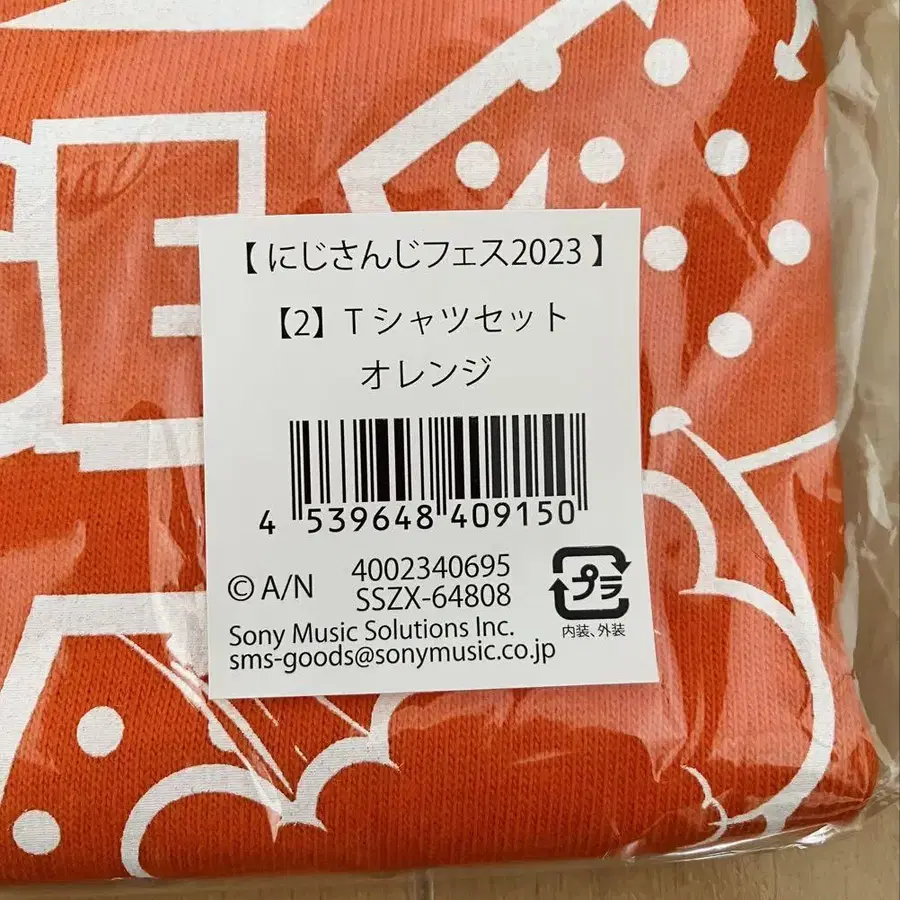 【にじさんじフェス2023】
【2】Tシャツセット
オレンジ
4 539648 409150
© A/N 4002340695
SSZX-64808
プラ
内装、外装
Sony Music Solutions Inc.
sms-goods@sonymusic.co.jp
E